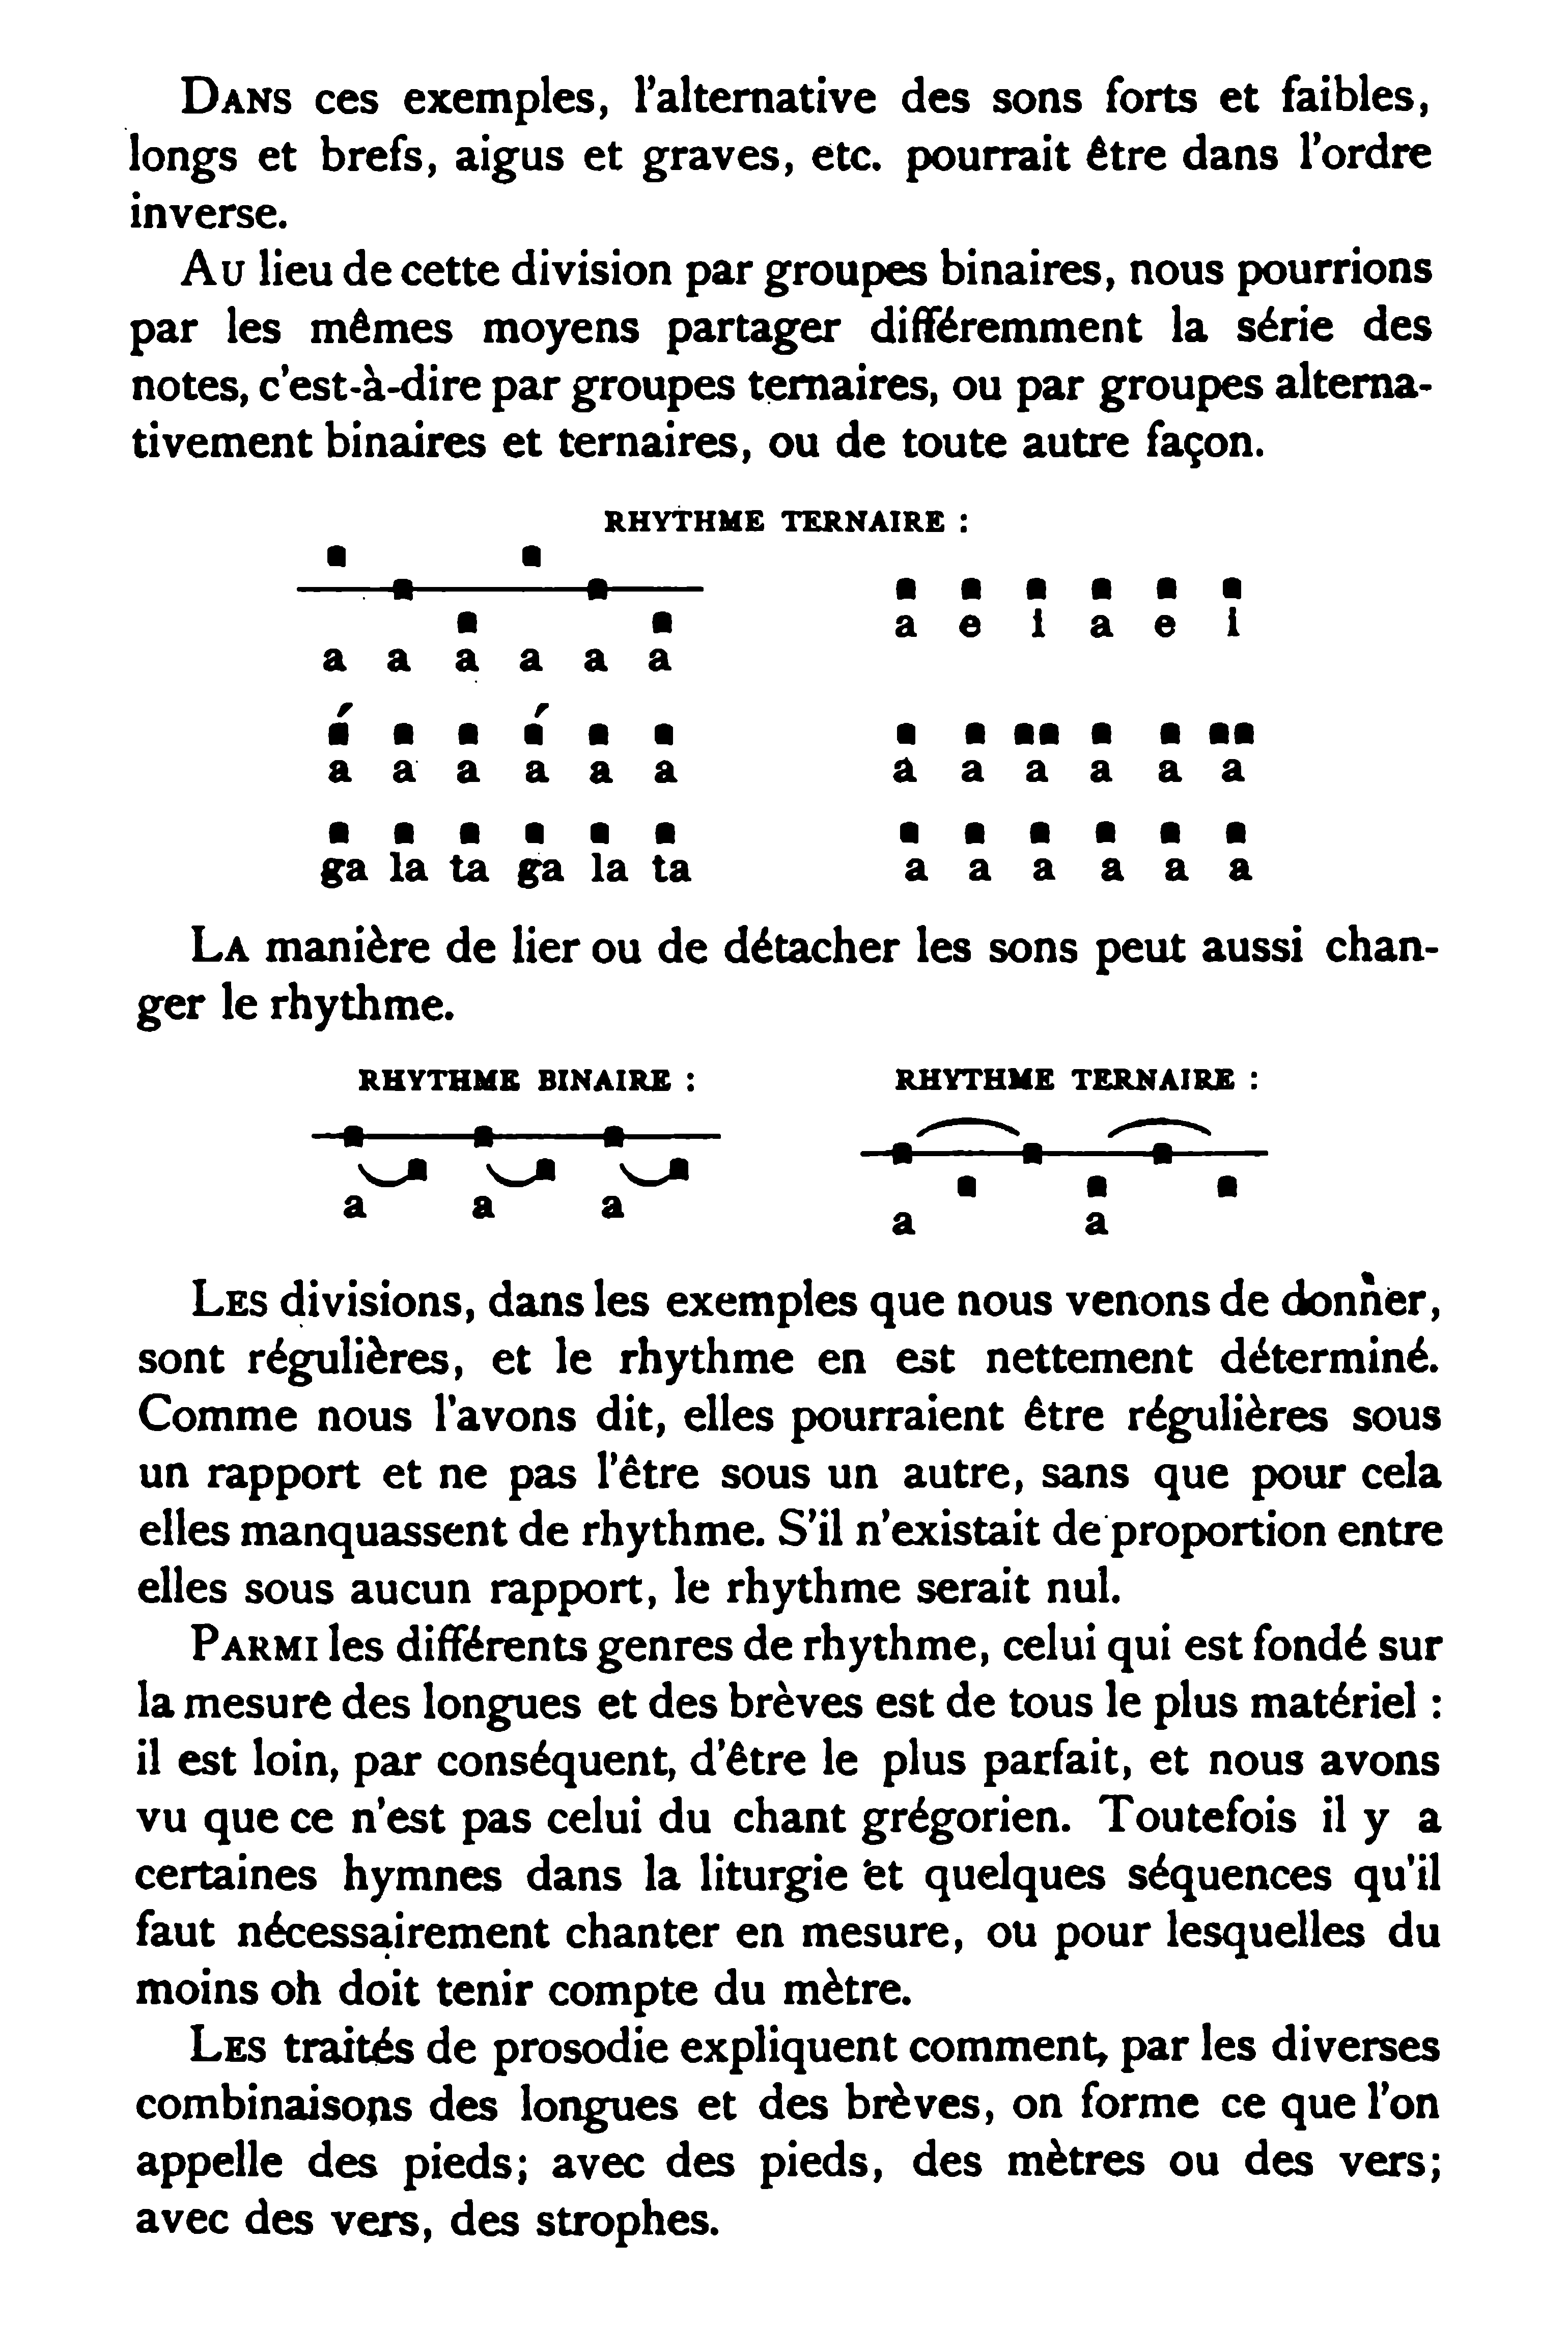 DANS ces exemples, l'alternative des sons forts et faibles,
longs et brefs, aigus et graves, etc. pourrait être dans l'ordre
inverse.
AU lieu de cette division par groupes binaires, nous pourrions
par les mêmes moyens partager différemment la série des
notes, c'est-à-dire par groupes ternaires, ou par groupes alterna-
tivement binaires et ternaires, ou de toute autre façon.
RHYTHME TERNAIRE :
a a a a a a
a e i a e i
a a a a a a
a a a a a a
ga la ta ga la ta
a a a a a a
LA manière de lier ou de détacher les sons peut aussi chan-
ger le rhythme.
RHYTHME BINAIRE :
a a a
RHYTHME TERNAIRE :
a a
LES divisions, dans les exemples que nous venons de donner,
sont régulières, et le rhythme en est nettement déterminé.
Comme nous l'avons dit, elles pourraient être régulières sous
un rapport et ne pas l'être sous un autre, sans que pour cela
elles manquassent de rhythme. S'il n'existait de proportion entre
elles sous aucun rapport, le rhythme serait nul.
PARMI les différents genres de rhythme, celui qui est fondé sur
la mesure des longues et des brèves est de tous le plus matériel :
il est loin, par conséquent, d'être le plus parfait, et nous avons
vu que ce n'est pas celui du chant grégorien. Toutefois il y a
certaines hymnes dans la liturgie et quelques séquences qu'il
faut nécessairement chanter en mesure, ou pour lesquelles du
moins oh doit tenir compte du mètre.
LES traités de prosodie expliquent comment, par les diverses
combinaisons des longues et des brèves, on forme ce que l'on
appelle des pieds; avec des pieds, des mètres ou des vers;
avec des vers, des strophes.